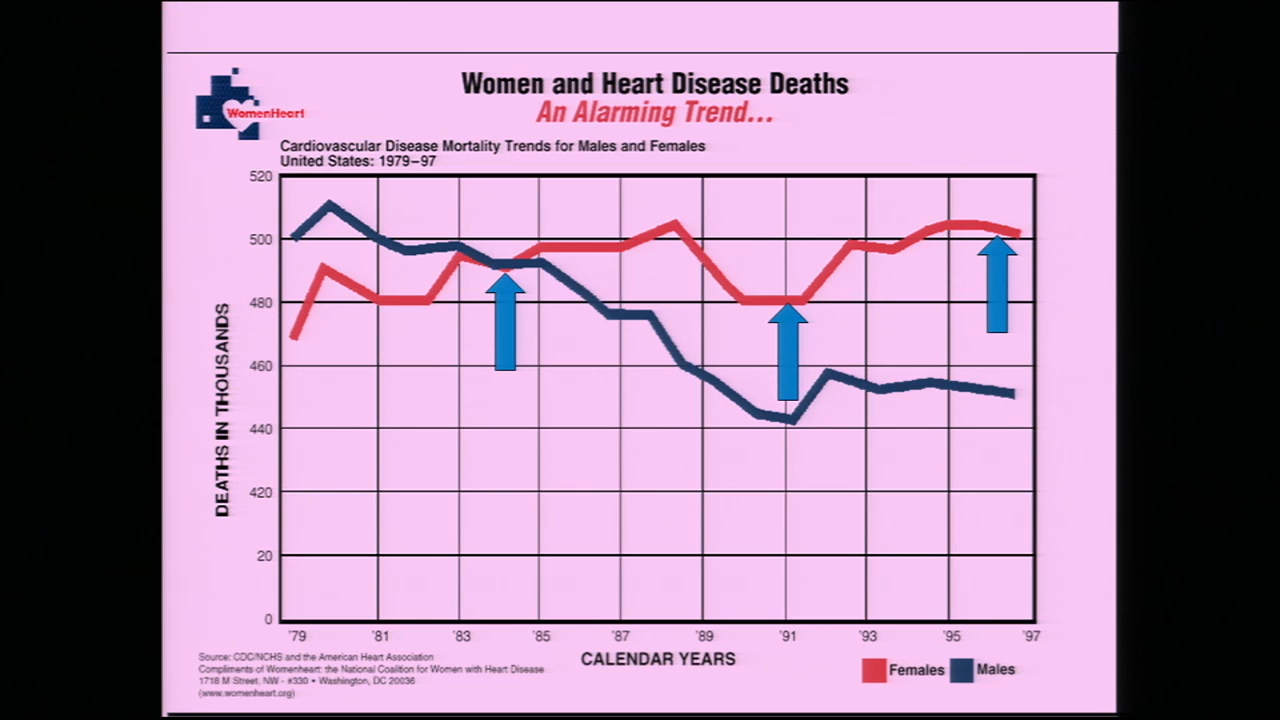 Women and Heart Disease Deaths
WomenHeart
An Alarming Trend...
Cardiovascular Disease Mortality Trends for Males and Females
United States: 1979–97
520
500
480
460
440
420
20
0
DEATHS IN THOUSANDS
'79 '81 '83 '85 '87 '89 '91 '93 '95 '97
CALENDAR YEARS
Females Males
Source: CDC/NCHS and the American Heart Association
Compliments of Womenheart: the National Coalition for Women with Heart Disease
1718 M Street, NW - #330 • Washington, DC 20036
(www.womenheart.org)